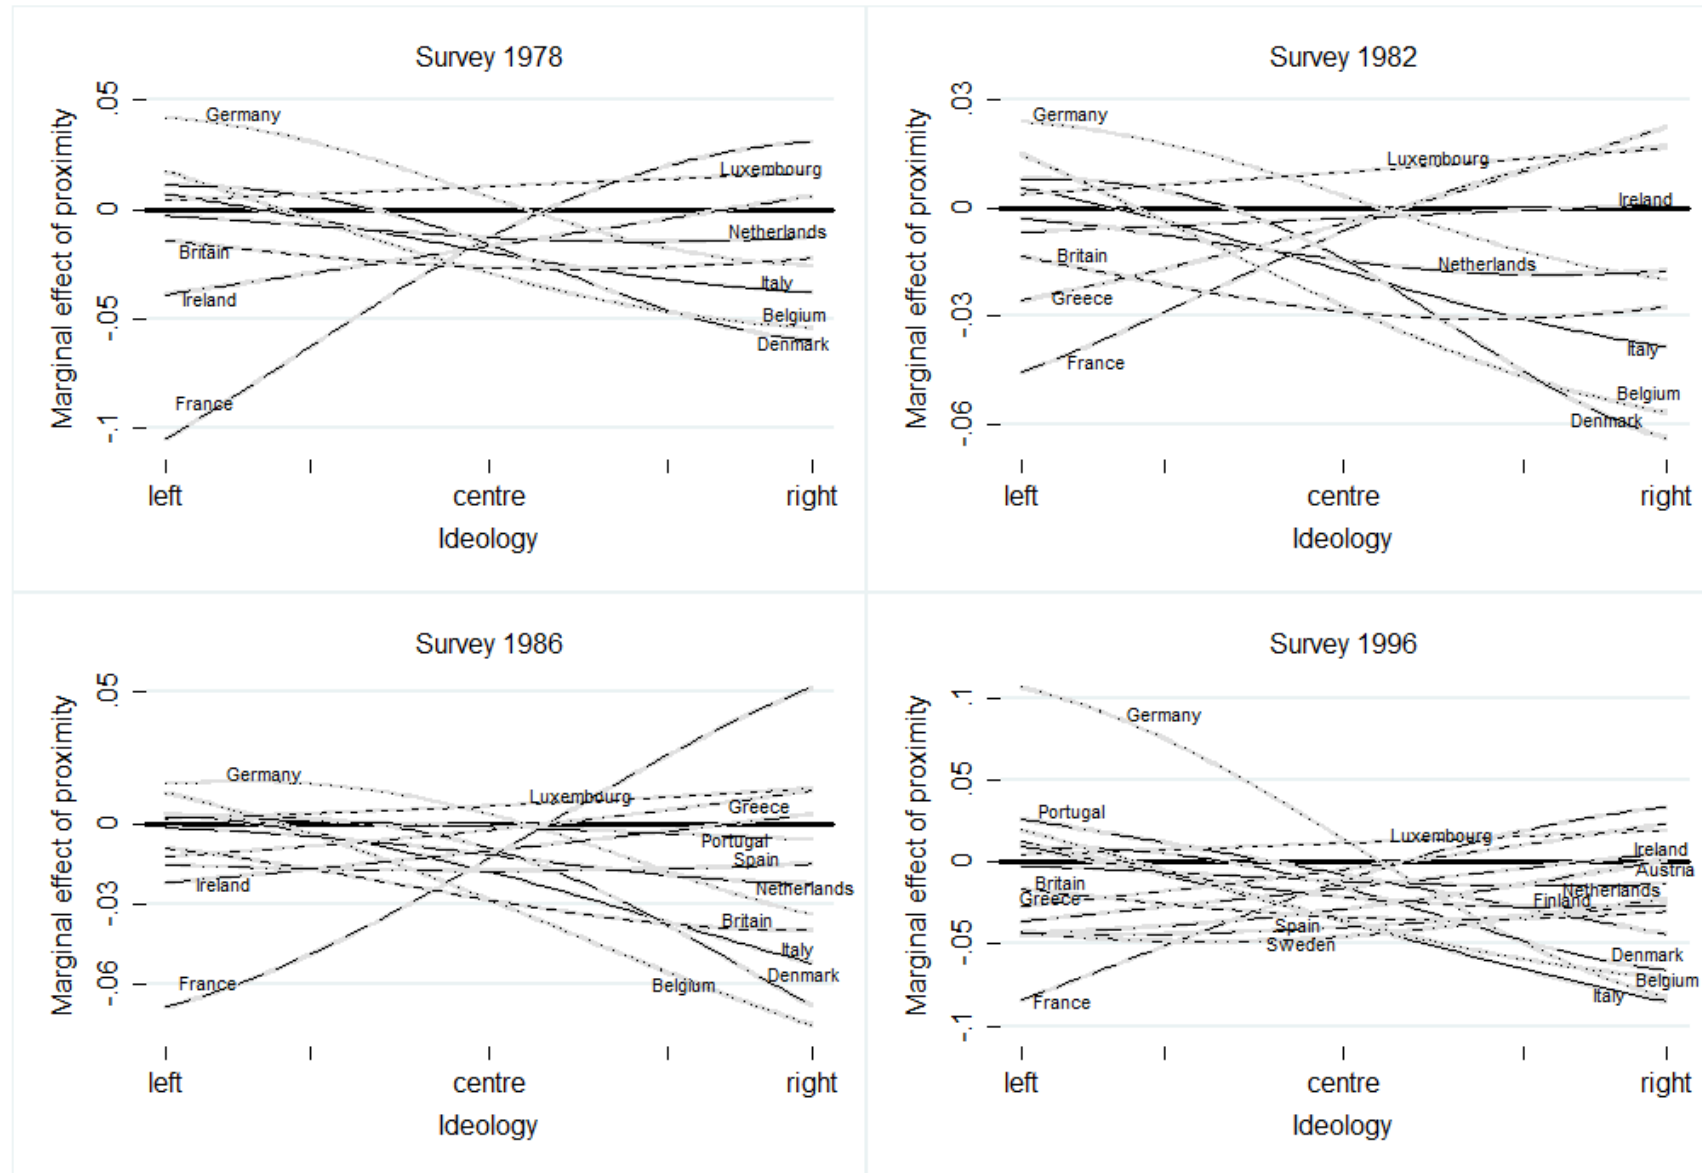 Survey 1978
Marginal effect of proximity
.05
0
-.05
-.1
Germany
Luxembourg
Netherlands
Britain
Italy
Ireland
Belgium
Denmark
France
left
centre
right
Ideology
Survey 1982
Marginal effect of proximity
.03
0
-.03
-.06
Germany
Luxembourg
Ireland
Britain
Netherlands
Greece
Italy
France
Belgium
Denmark
left
centre
right
Ideology
Survey 1986
Marginal effect of proximity
.05
0
-.03
-.06
Germany
Luxembourg
Greece
Portugal
Spain
Ireland
Netherlands
Britain
Italy
France
Belgium
Denmark
left
centre
right
Ideology
Survey 1996
Marginal effect of proximity
.1
.05
0
-.05
-.1
Germany
Portugal
Luxembourg
Ireland
Austria
Britain
Netherlands
Greece
Finland
Spain
Sweden
Denmark
Belgium
Italy
France
left
centre
right
Ideology